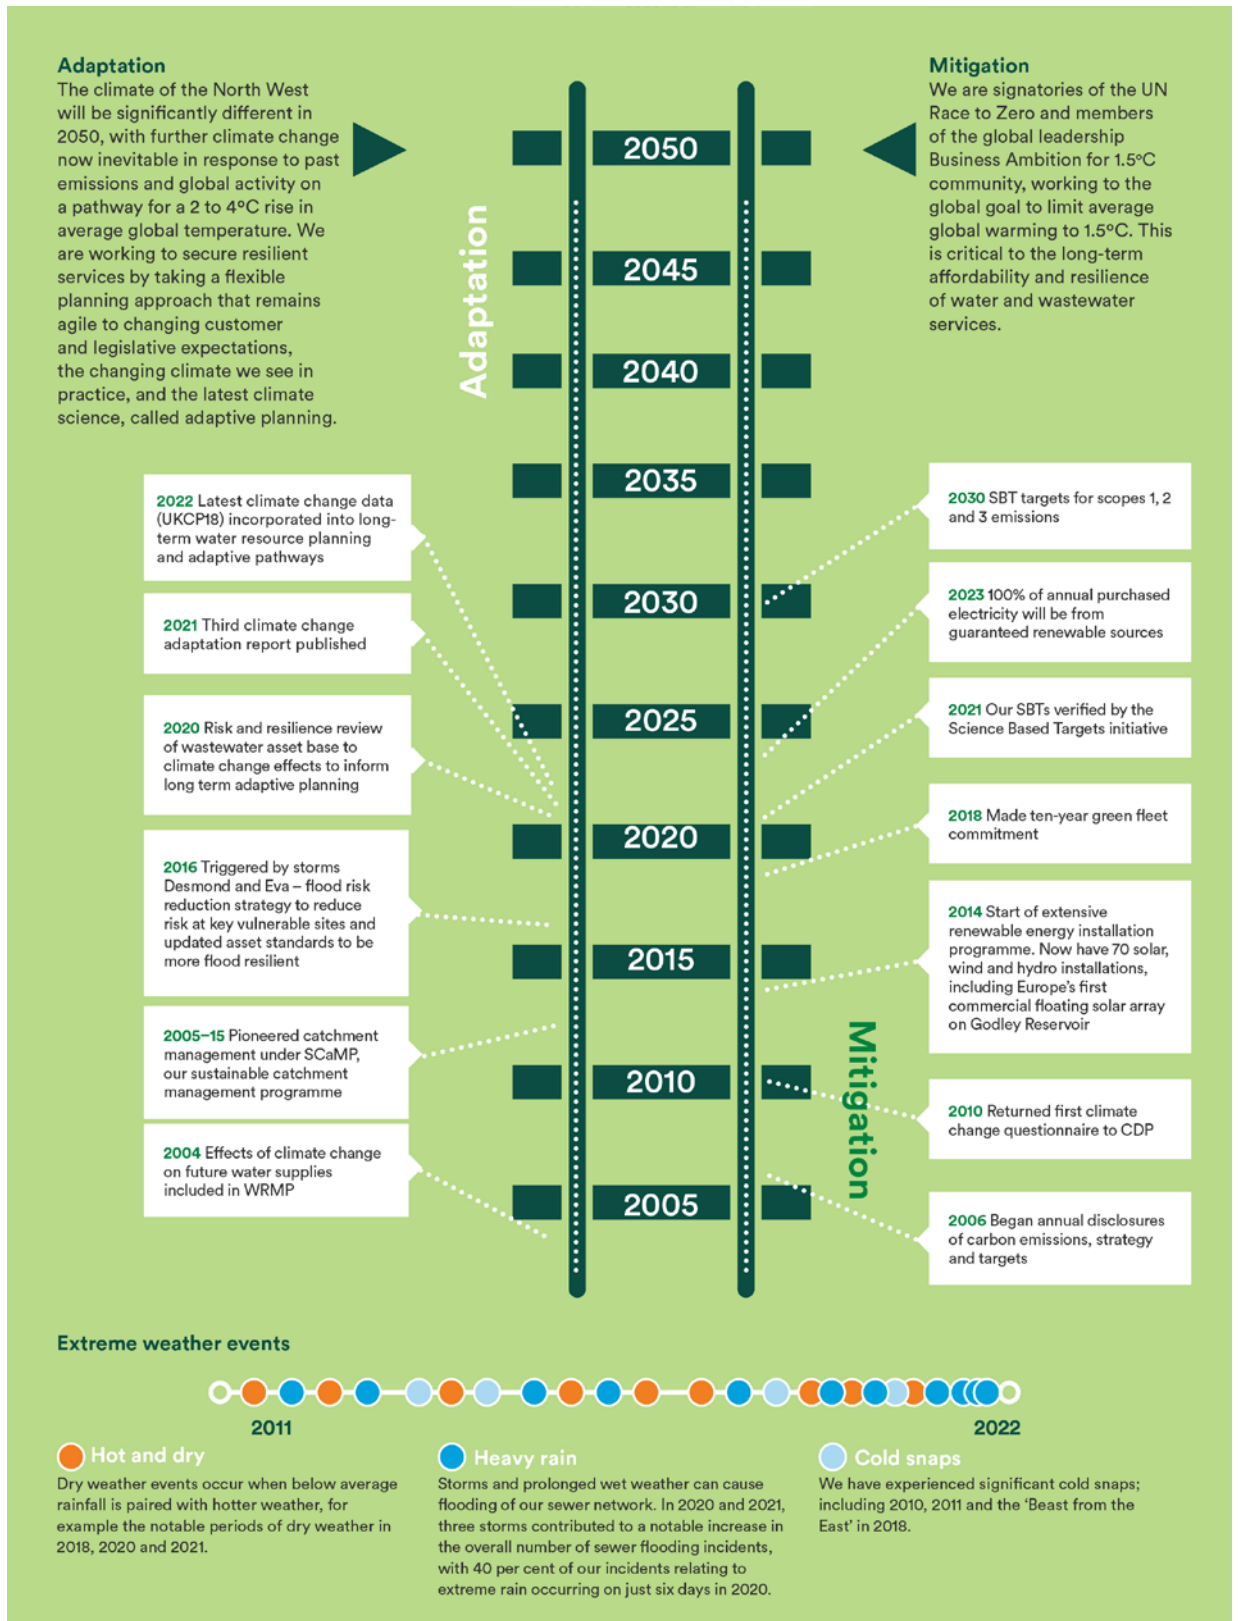 Adaptation
The climate of the North West
will be significantly different in
2050, with further climate change
now inevitable in response to past
emissions and global activity on
a pathway for a 2 to 4ºC rise in
average global temperature. We
are working to secure resilient
services by taking a flexible
planning approach that remains
agile to changing customer
and legislative expectations,
the changing climate we see in
practice, and the latest climate
science, called adaptive planning.
Mitigation
We are signatories of the UN
Race to Zero and members
of the global leadership
Business Ambition for 1.5ºC
community, working to the
global goal to limit average
global warming to 1.5ºC. This
is critical to the long-term
affordability and resilience
of water and wastewater
services.
Adaptation
2050
2045
2040
2035
2030
2025
2020
2015
2010
2005
Mitigation
2022 Latest climate change data
(UKCP18) incorporated into long-
term water resource planning
and adaptive pathways
2021 Third climate change
adaptation report published
2020 Risk and resilience review
of wastewater asset base to
climate change effects to inform
long term adaptive planning
2016 Triggered by storms
Desmond and Eva – flood risk
reduction strategy to reduce
risk at key vulnerable sites and
updated asset standards to be
more flood resilient
2005–15 Pioneered catchment
management under SCaMP,
our sustainable catchment
management programme
2004 Effects of climate change
on future water supplies
included in WRMP
2030 SBT targets for scopes 1, 2
and 3 emissions
2023 100% of annual purchased
electricity will be from
guaranteed renewable sources
2021 Our SBTs verified by the
Science Based Targets initiative
2018 Made ten-year green fleet
commitment
2014 Start of extensive
renewable energy installation
programme. Now have 70 solar,
wind and hydro installations,
including Europe's first
commercial floating solar array
on Godley Reservoir
2010 Returned first climate
change questionnaire to CDP
2006 Began annual disclosures
of carbon emissions, strategy
and targets
Extreme weather events
2011
2022
Hot and dry
Dry weather events occur when below average
rainfall is paired with hotter weather, for
example the notable periods of dry weather in
2018, 2020 and 2021.
Heavy rain
Storms and prolonged wet weather can cause
flooding of our sewer network. In 2020 and 2021,
three storms contributed to a notable increase in
the overall number of sewer flooding incidents,
with 40 per cent of our incidents relating to
extreme rain occurring on just six days in 2020.
Cold snaps
We have experienced significant cold snaps;
including 2010, 2011 and the 'Beast from the
East' in 2018.